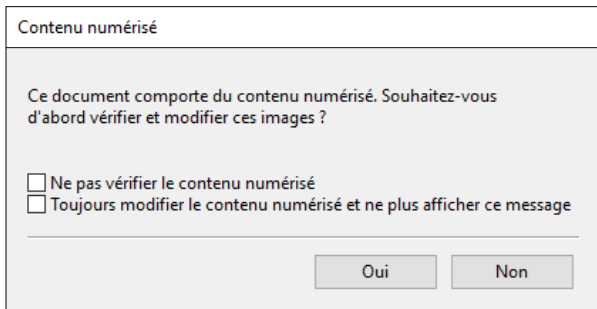 Contenu numérisé
Ce document comporte du contenu numérisé. Souhaitez-vous
d'abord vérifier et modifier ces images ?
Ne pas vérifier le contenu numérisé
Toujours modifier le contenu numérisé et ne plus afficher ce message
Oui
Non